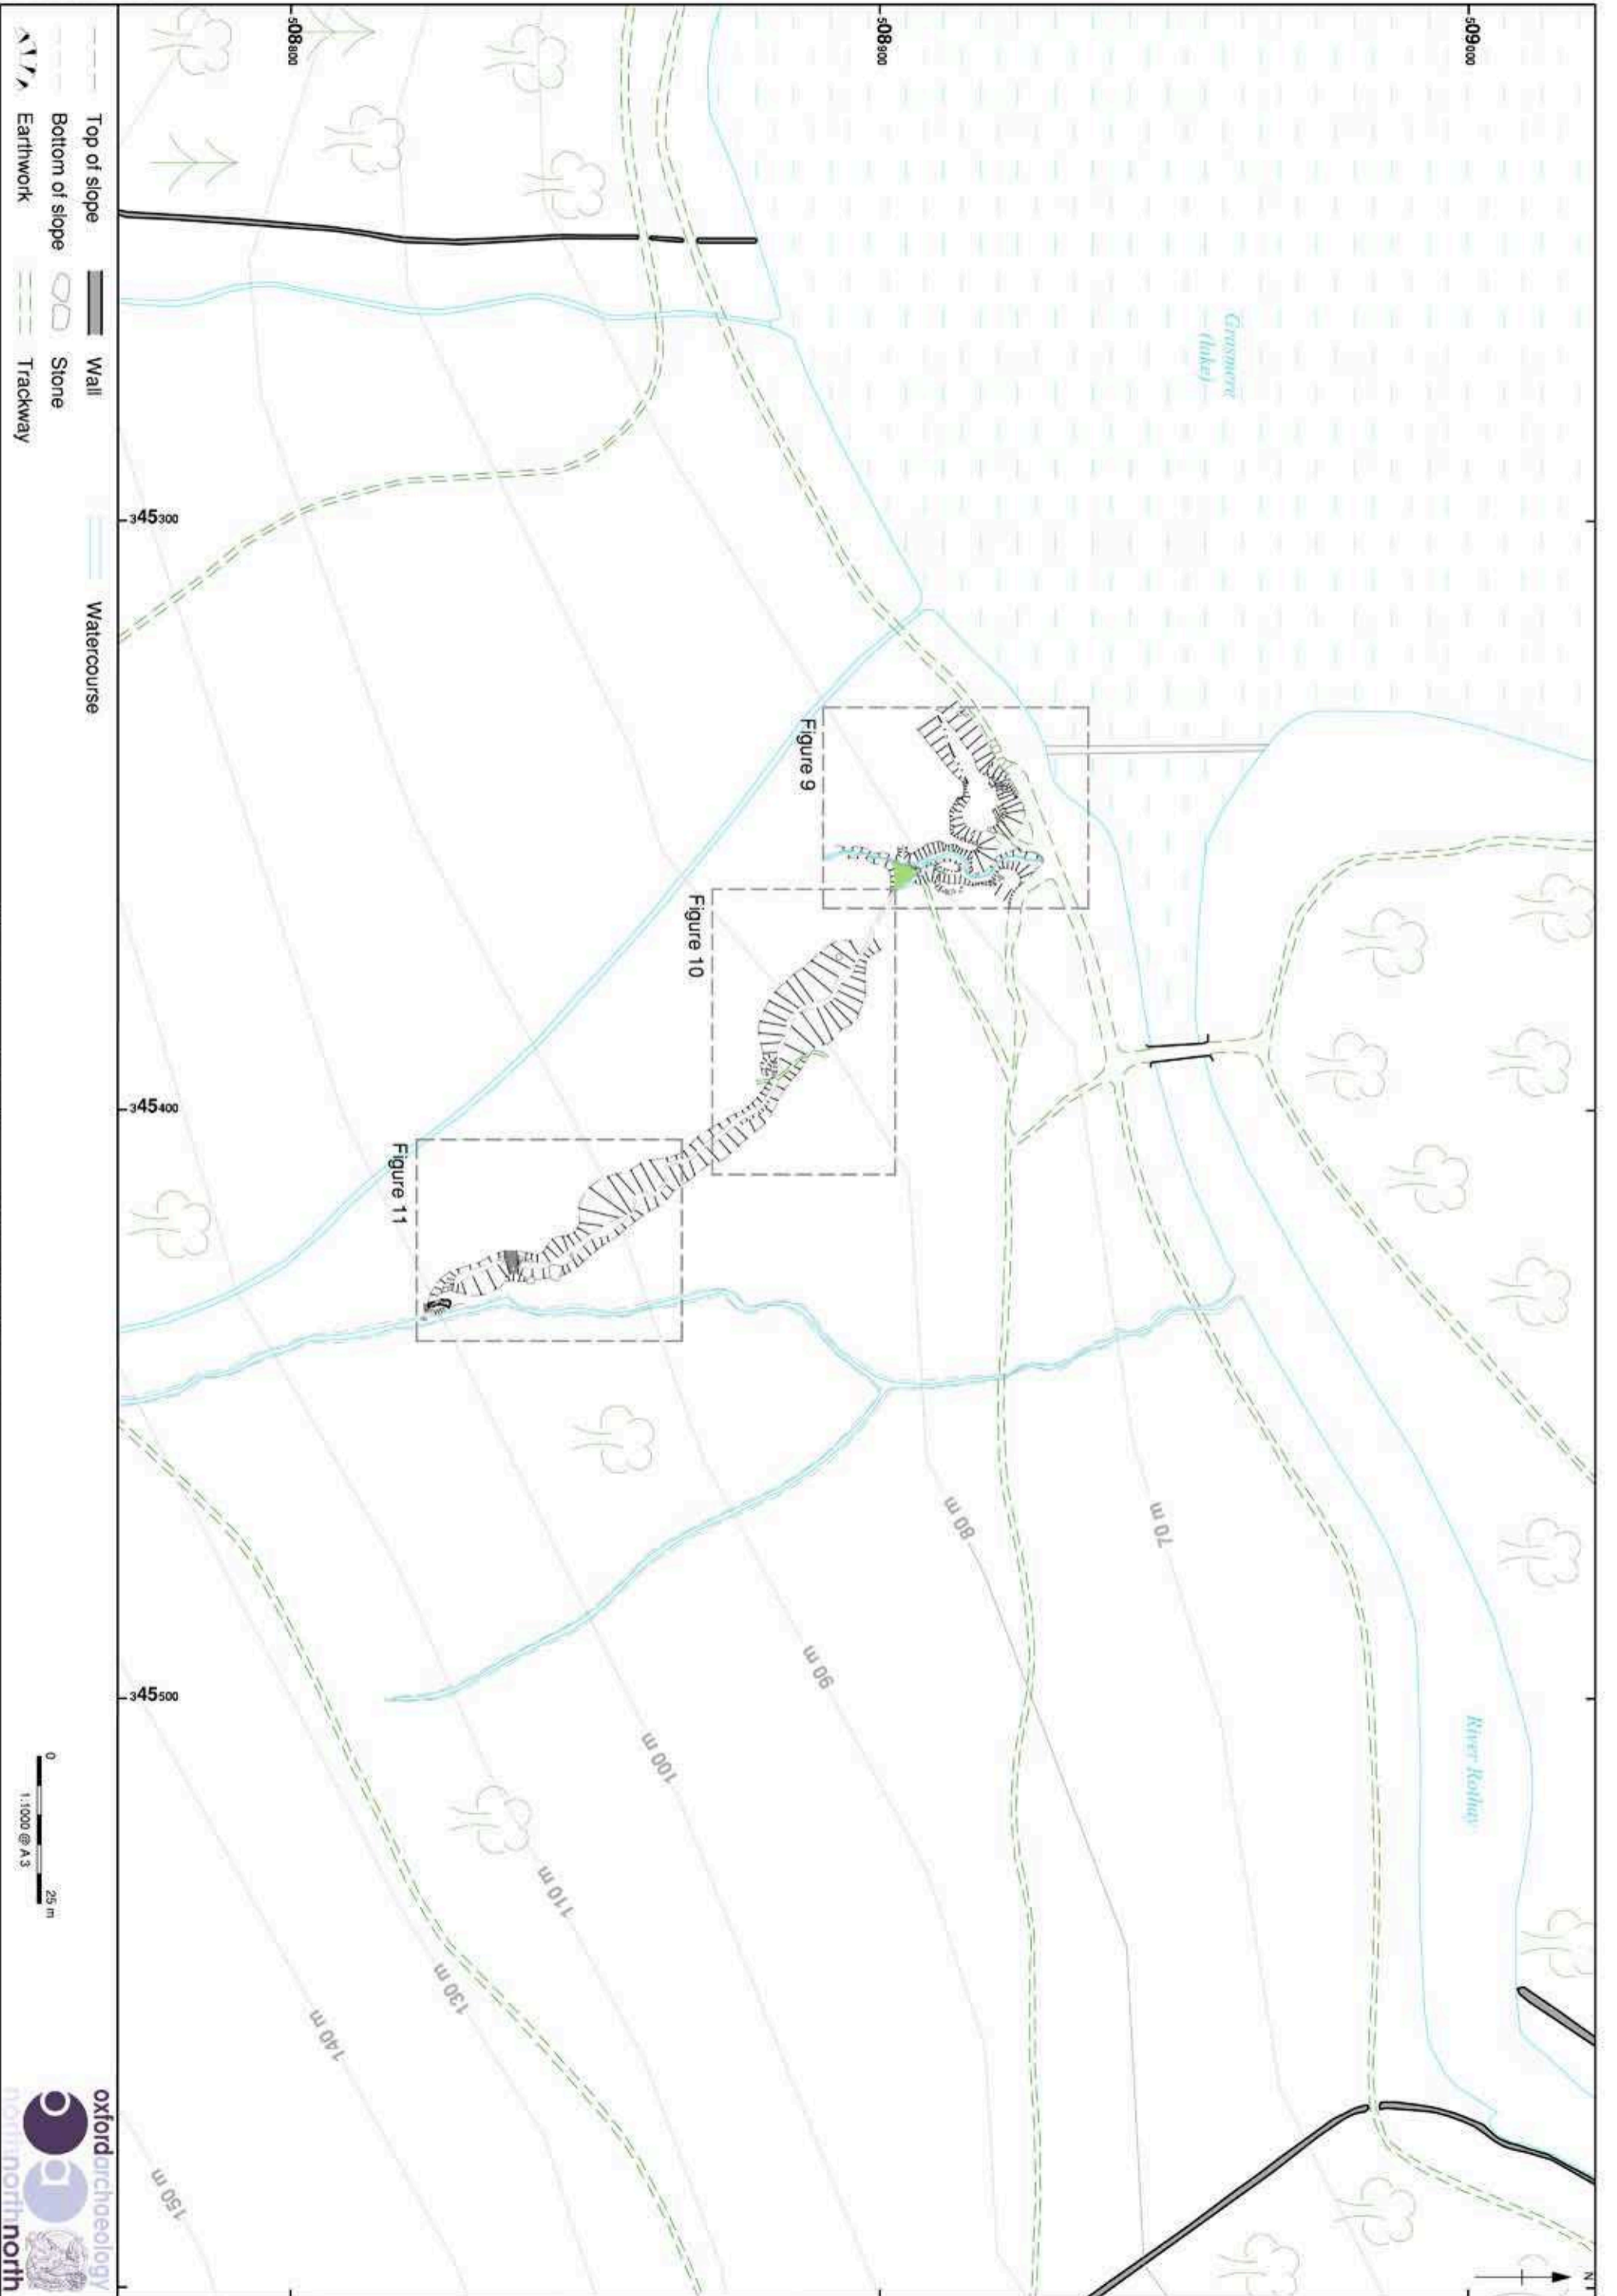 508800
508900
509000
Grasmere
(lake)
River Rothay
N
Figure 9
Figure 10
Figure 11
70 m
80 m
90 m
100 m
110 m
130 m
140 m
150 m
345300
345400
345500
Top of slope
Bottom of slope
Earthwork
Wall
Stone
Trackway
Watercourse
0
25 m
1:1000 @ A3
oxfordarchaeology
north